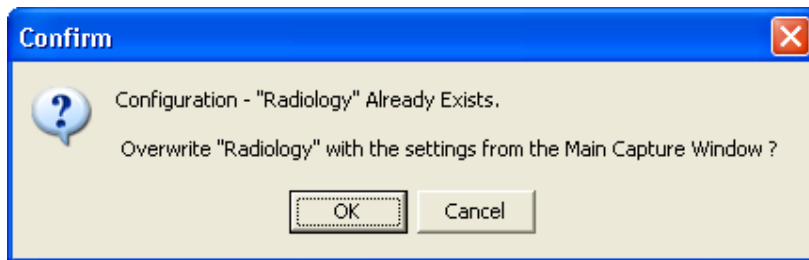 Confirm
Configuration - "Radiology" Already Exists.
Overwrite "Radiology" with the settings from the Main Capture Window ?
OK Cancel